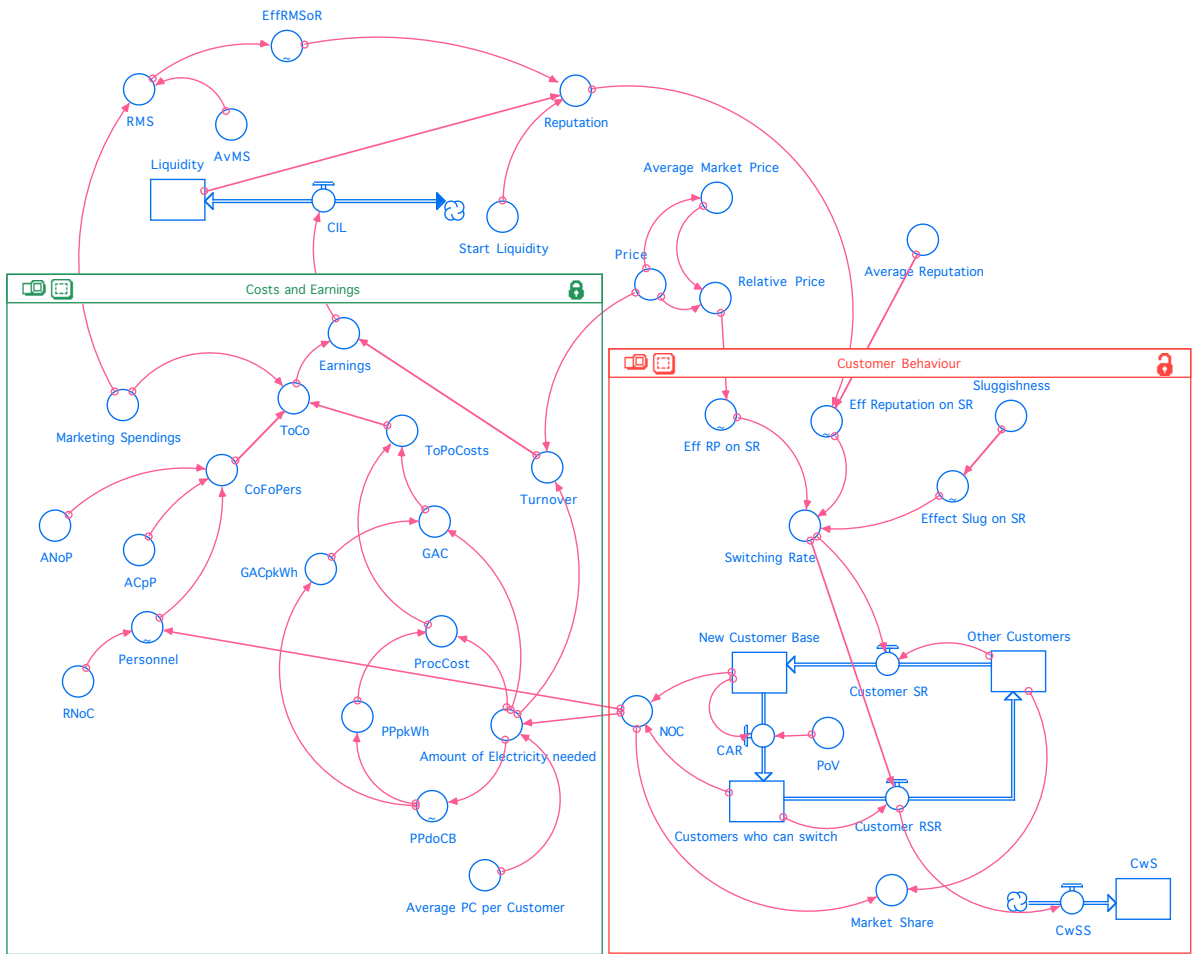 EffRMSoR
RMS
AvMS
Reputation
Liquidity
CIL
Start Liquidity
Average Market Price
Price
Relative Price
Average Reputation
Costs and Earnings
Earnings
Marketing Spendings
ToCo
ToPoCosts
CoFoPers
Turnover
ANoP
ACpP
GACpkWh
GAC
Personnel
ProcCost
RNoC
PPpkWh
Amount of Electricity needed
PPdoCB
Average PC per Customer
Customer Behaviour
Sluggishness
Eff Reputation on SR
Eff RP on SR
Effect Slug on SR
Switching Rate
New Customer Base
Other Customers
Customer SR
NOC
CAR
PoV
Customers who can switch
Customer RSR
CwS
Market Share
CwSS
~
~
~
~
~
~